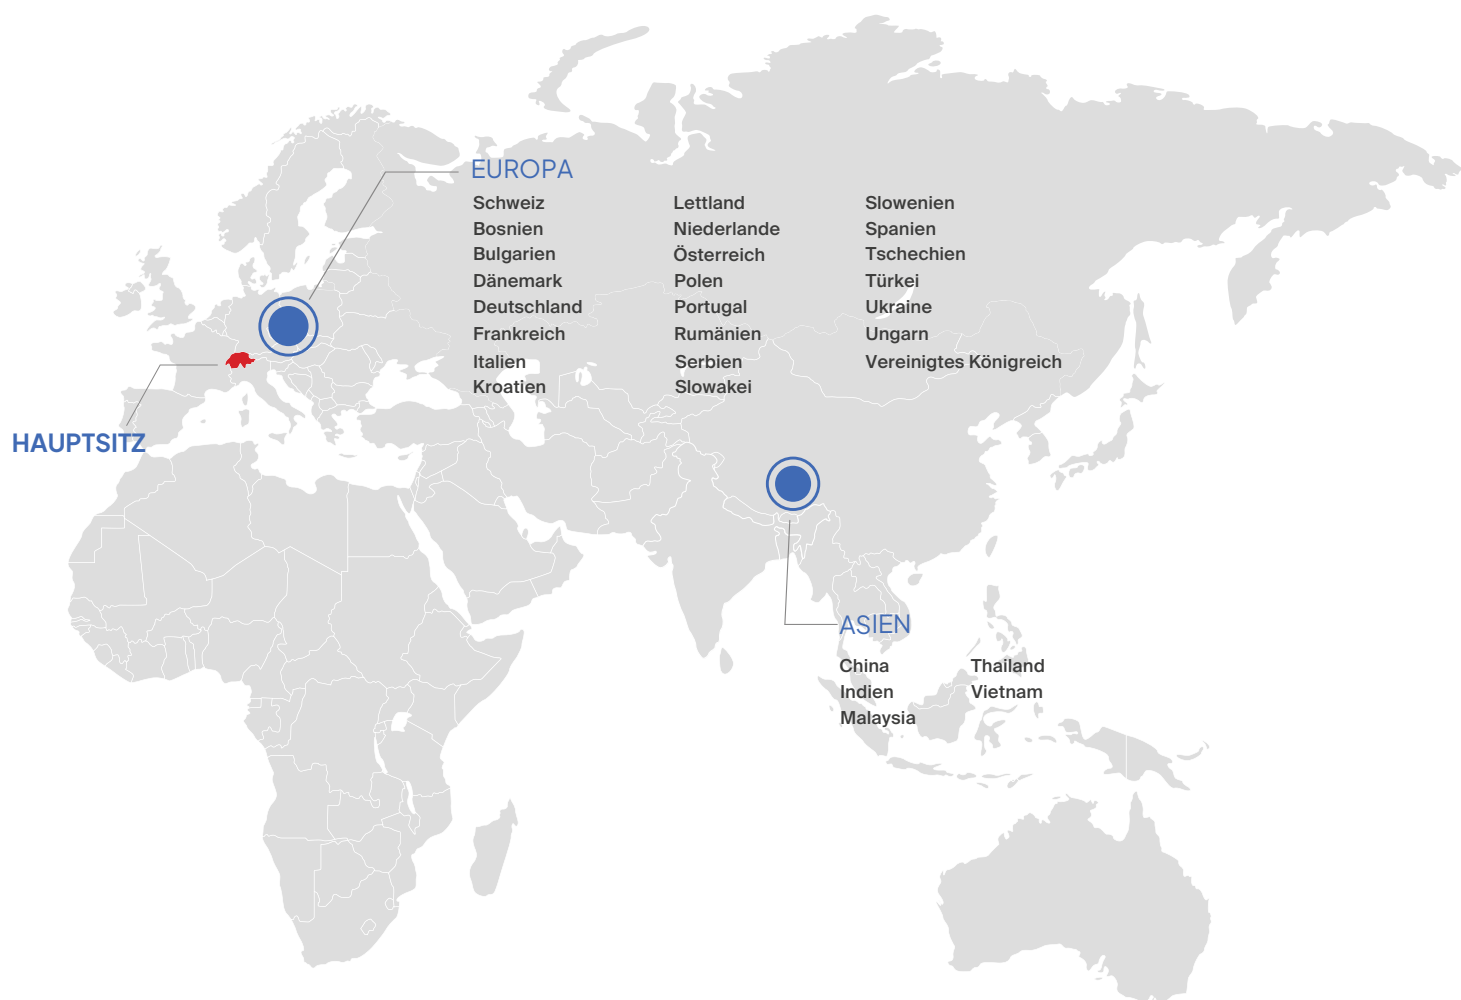 EUROPA
Schweiz
Bosnien
Bulgarien
Dänemark
Deutschland
Frankreich
Italien
Kroatien
Lettland
Niederlande
Österreich
Polen
Portugal
Rumänien
Serbien
Slowakei
Slowenien
Spanien
Tschechien
Türkei
Ukraine
Ungarn
Vereinigtes Königreich
HAUPTSITZ
ASIEN
China
Indien
Malaysia
Thailand
Vietnam